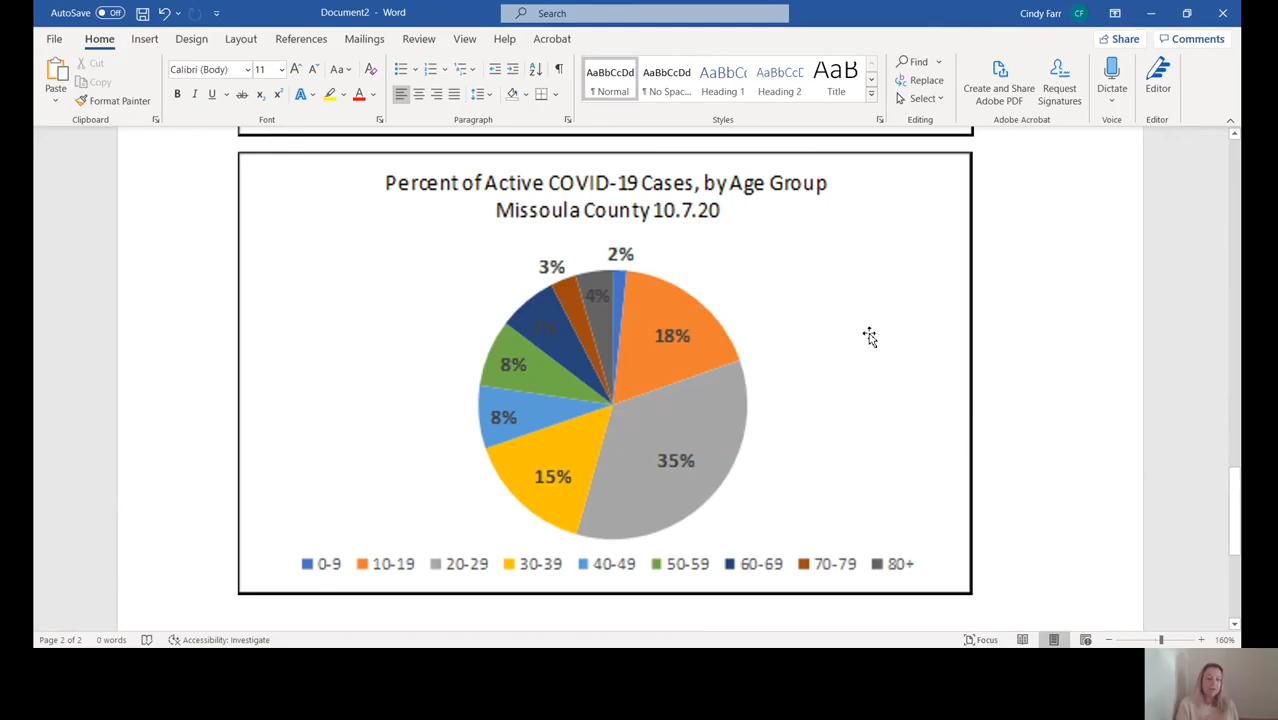 AutoSave Off Document2 - Word Search Cindy Farr CF
File Home Insert Design Layout References Mailings Review View Help Acrobat Share Comments
Cut
Copy
Format Painter
Paste
Calibri (Body) 11
AaBbCcDd AaBbCcDd AaBbCc AaBbCcD AaB
¶ Normal ¶ No Spac... Heading 1 Heading 2 Title
Find
Replace
Select
Create and Share Adobe PDF
Request Signatures
Dictate
Editor
Clipboard Font Paragraph Styles Editing Adobe Acrobat Voice Editor
Percent of Active COVID-19 Cases, by Age Group
Missoula County 10.7.20
2%
3%
4%
18%
8%
8%
35%
15%
0-9 10-19 20-29 30-39 40-49 50-59 60-69 70-79 80+
Page 2 of 2 0 words Accessibility: Investigate Focus 160%